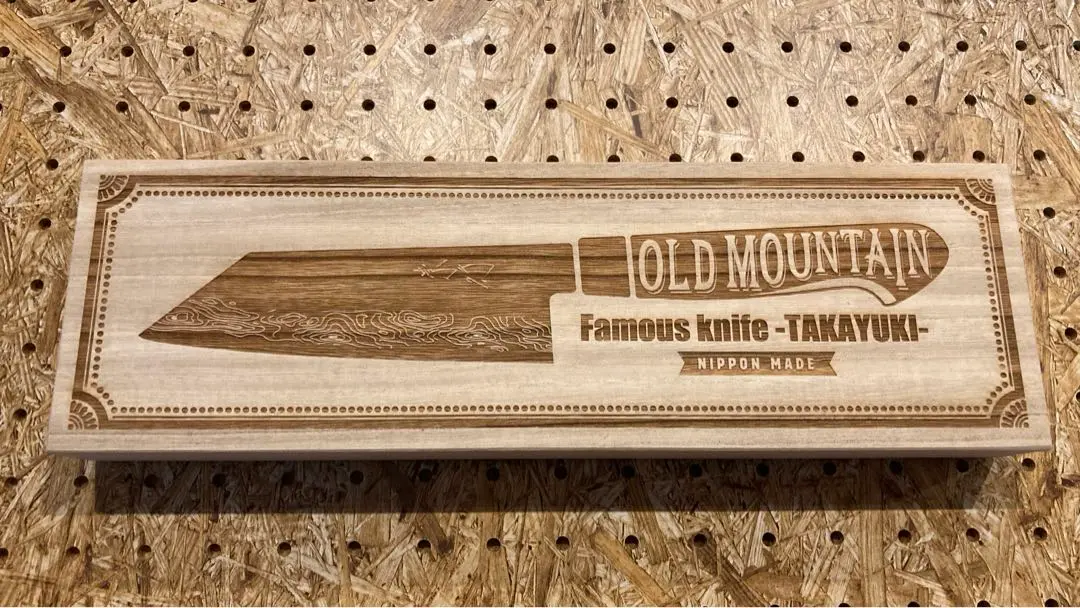 OLD MOUNTAIN
Famous knife -TAKAYUKI-
NIPPON MADE